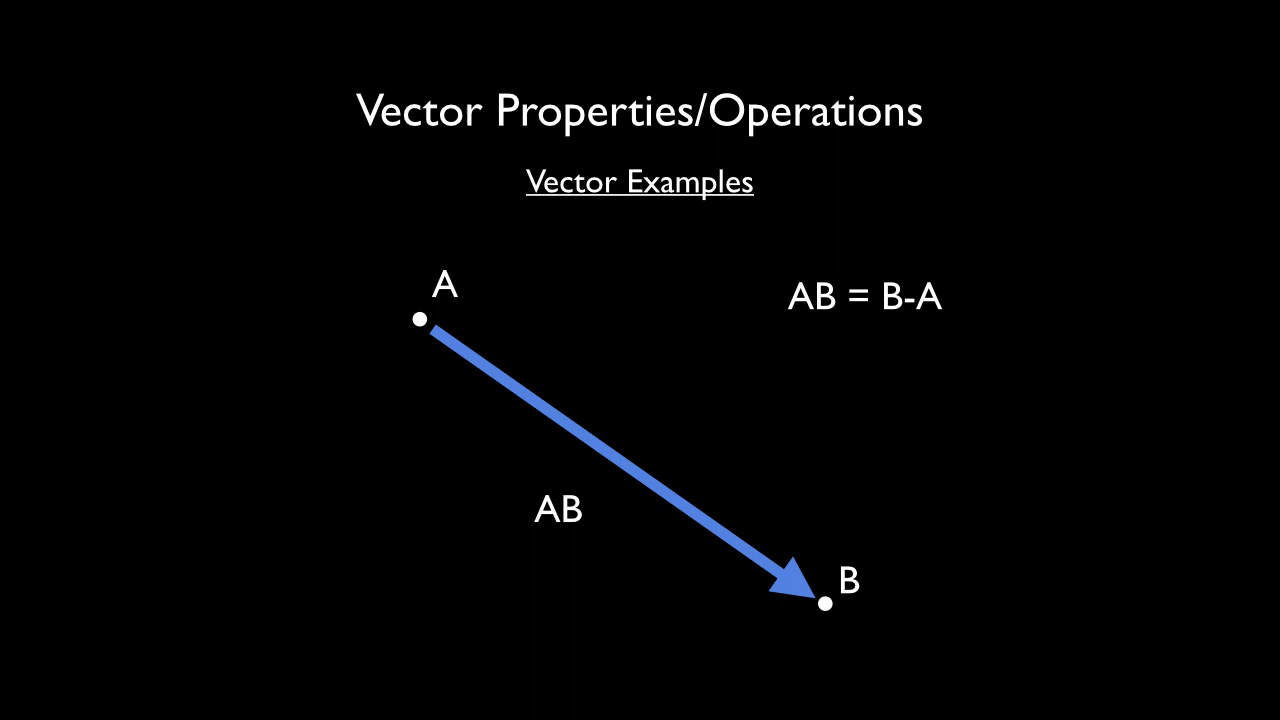 Vector Properties/Operations
Vector Examples
A
AB = B-A
AB
B